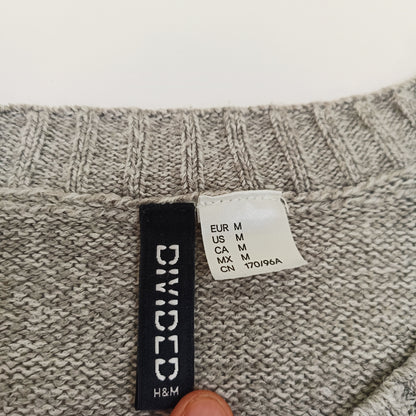 DIVIDED
H&M
EUR M
US M
CA M
MX M
CN 170/96A